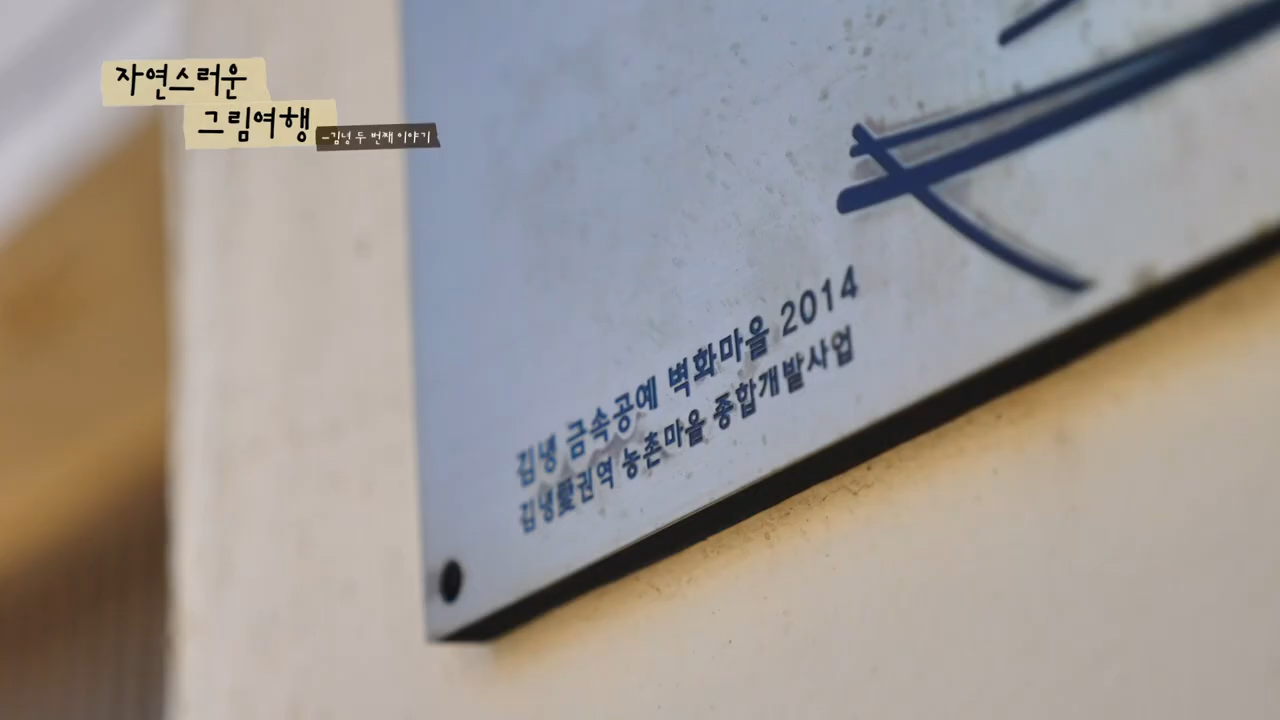 자연스러운
그림여행
-김녕 두 번째 이야기
김녕 금속공예 벽화마을 2014
김녕愛권역 농촌마을 종합개발사업